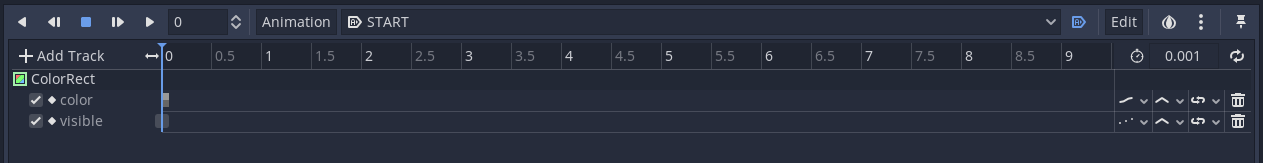 0 Animation START Edit
Add Track 0 0.5 1 1.5 2 2.5 3 3.5 4 4.5 5 5.5 6 6.5 7 7.5 8 8.5 9 0.001
ColorRect
color
visible